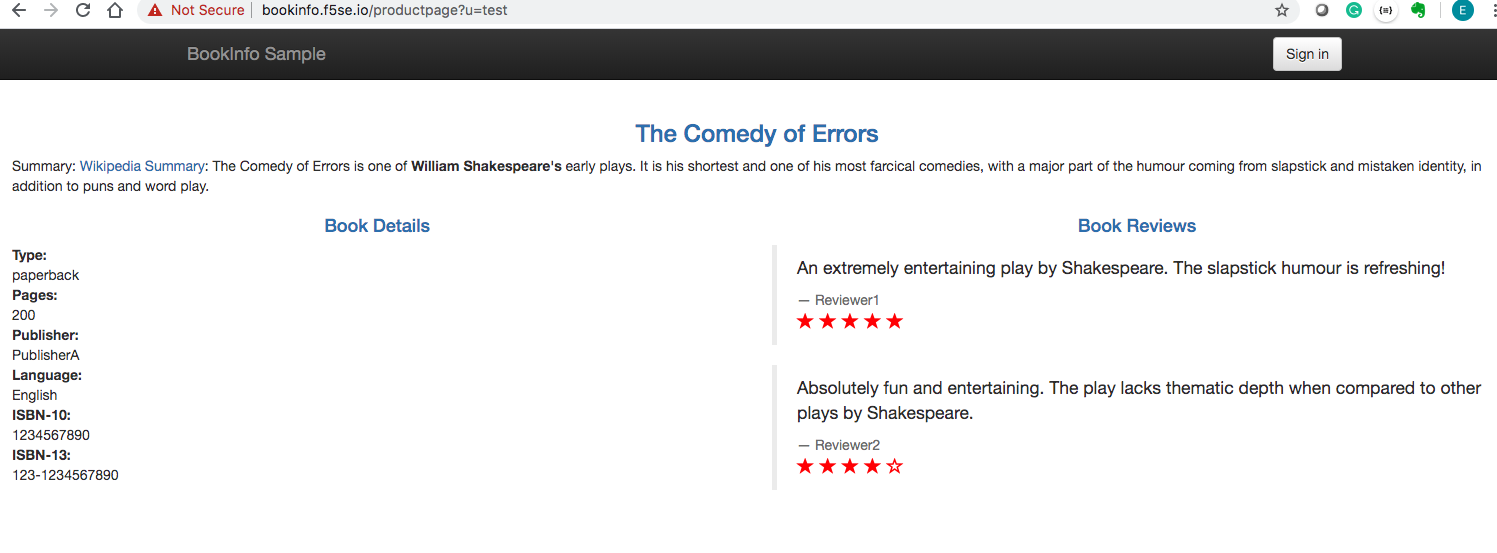 Not Secure | bookinfo.f5se.io/productpage?u=test
E
BookInfo Sample
Sign in
The Comedy of Errors
Summary: Wikipedia Summary: The Comedy of Errors is one of William Shakespeare's early plays. It is his shortest and one of his most farcical comedies, with a major part of the humour coming from slapstick and mistaken identity, in
addition to puns and word play.
Book Details
Type:
paperback
Pages:
200
Publisher:
PublisherA
Language:
English
ISBN-10:
1234567890
ISBN-13:
123-1234567890
Book Reviews
An extremely entertaining play by Shakespeare. The slapstick humour is refreshing!
— Reviewer1
Absolutely fun and entertaining. The play lacks thematic depth when compared to other
plays by Shakespeare.
— Reviewer2